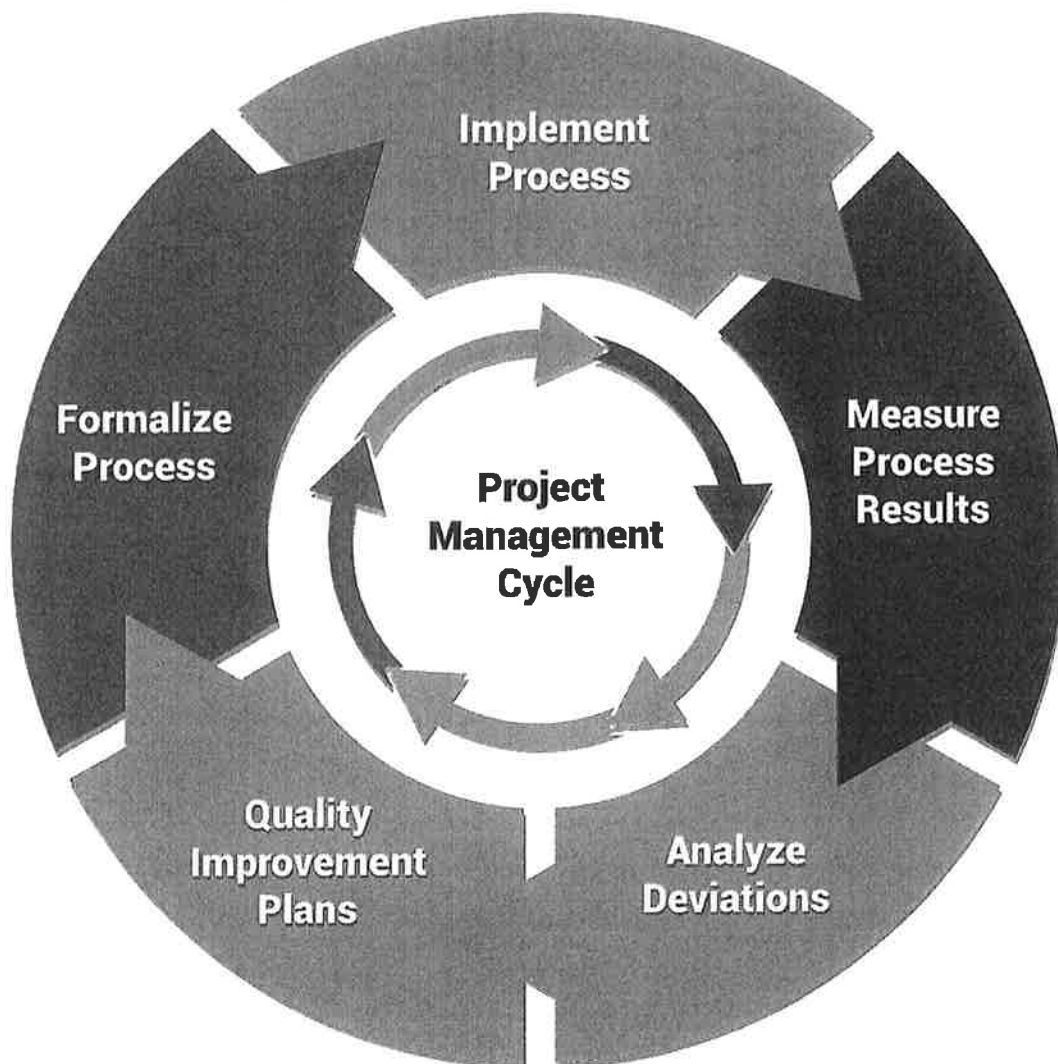 Implement
Process
Measure
Process
Results
Analyze
Deviations
Quality
Improvement
Plans
Formalize
Process
Project
Management
Cycle